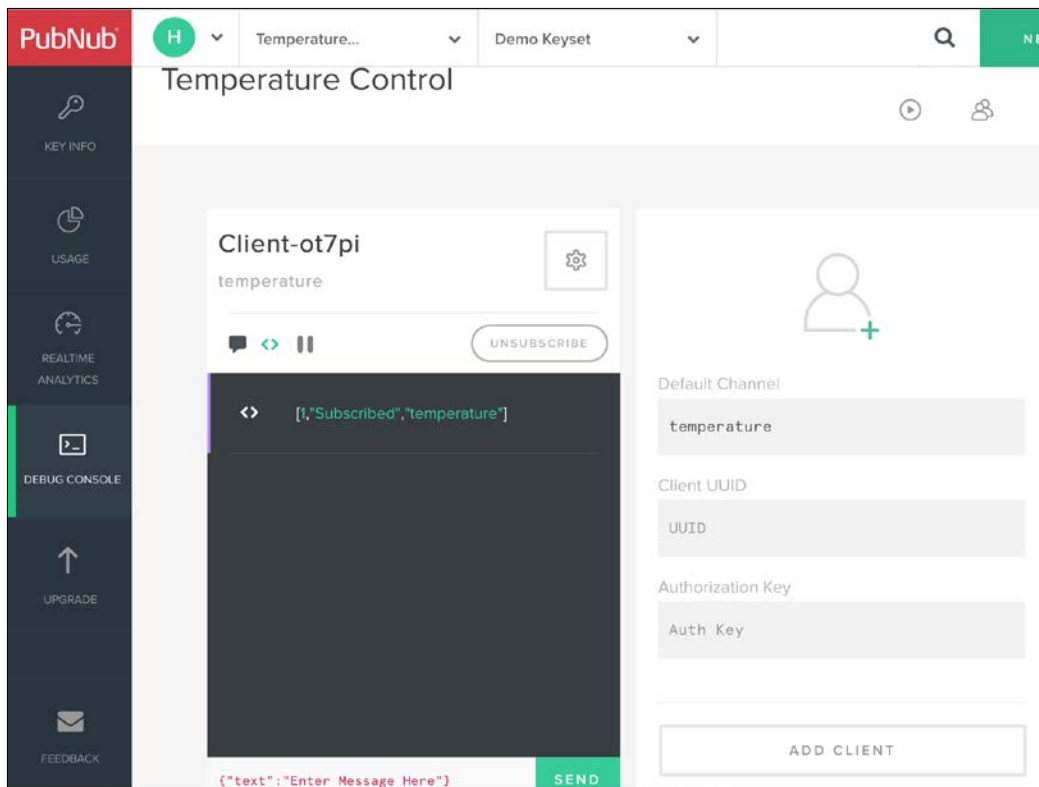 PubNub
H
Temperature...
Demo Keyset
NE
Temperature Control
KEY INFO
USAGE
REALTIME
ANALYTICS
DEBUG CONSOLE
UPGRADE
FEEDBACK
Client-ot7pi
temperature
UNSUBSCRIBE
<> [1,"Subscribed","temperature"]
{"text":"Enter Message Here"}
SEND
Default Channel
temperature
Client UUID
UUID
Authorization Key
Auth Key
ADD CLIENT